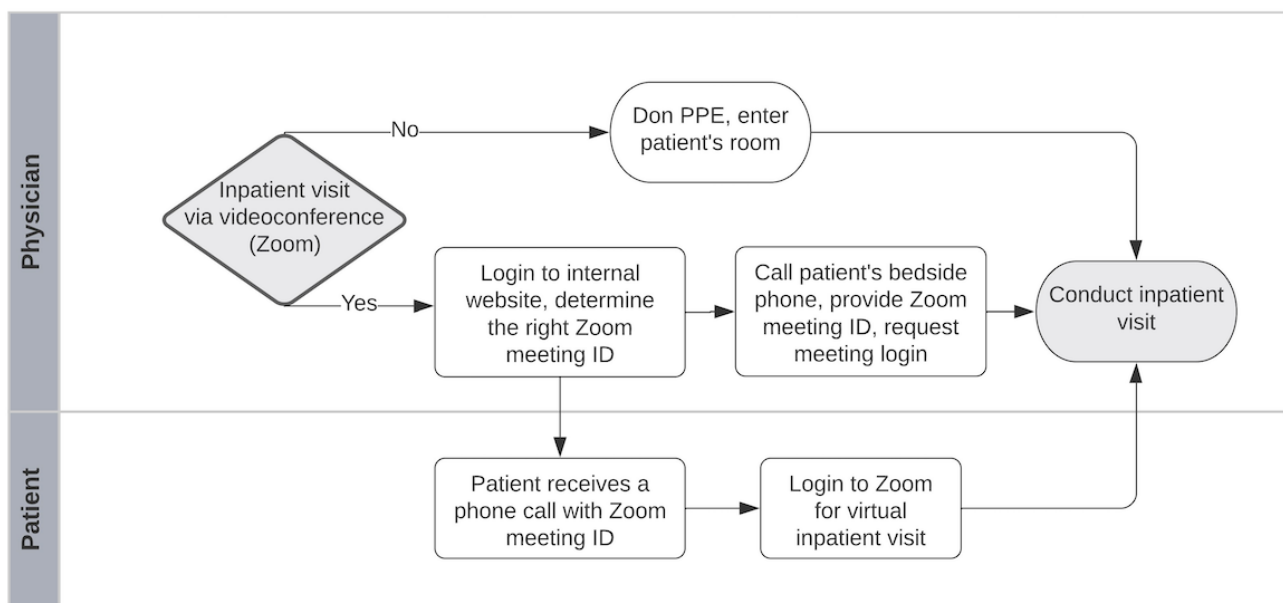 Physician
No
Don PPE, enter
patient's room
Inpatient visit
via videoconference
(Zoom)
Yes
Login to internal
website, determine
the right Zoom
meeting ID
Call patient's bedside
phone, provide Zoom
meeting ID, request
meeting login
Conduct inpatient
visit
Patient
Patient receives a
phone call with Zoom
meeting ID
Login to Zoom
for virtual
inpatient visit